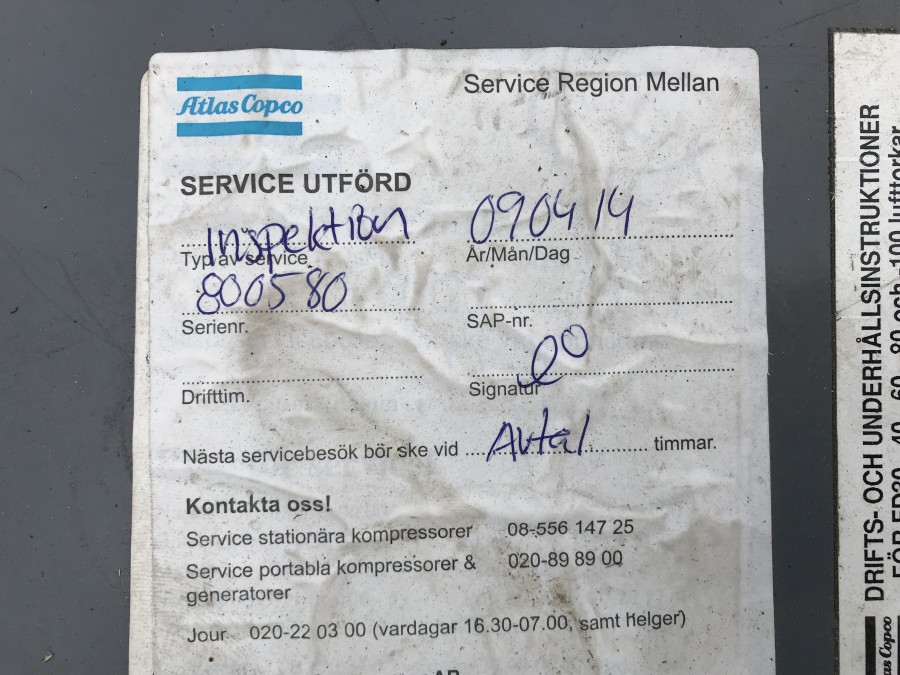 Atlas Copco
Service Region Mellan
SERVICE UTFÖRD
Inspektion
090414
Typ av service
År/Mån/Dag
800580
Serienr.
SAP-nr.
Drifttim.
Signatur
Nästa servicebesök bör ske vid Avtal timmar.
Kontakta oss!
Service stationära kompressorer 08-556 147 25
Service portabla kompressorer & 020-89 89 00
generatorer
Jour 020-22 03 00 (vardagar 16.30-07.00, samt helger)
DRIFTS- OCH UNDERHÅLLSINSTRUKTIONER